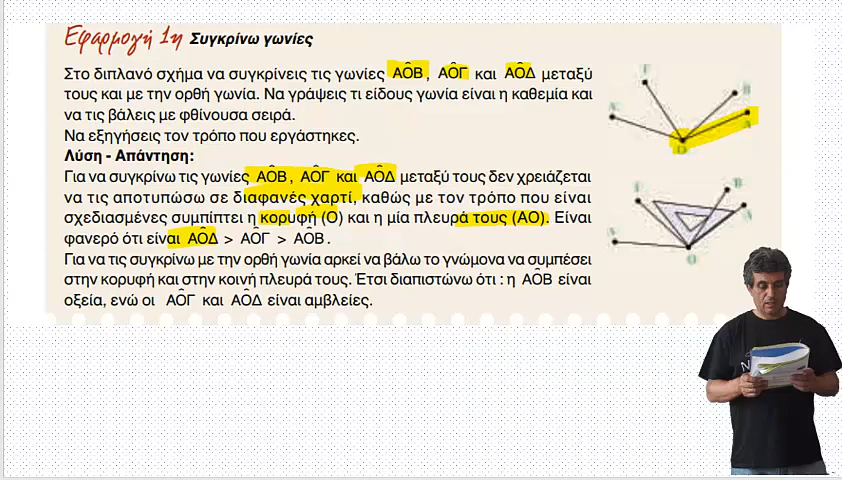 Εφαρμογή 1η Συγκρίνω γωνίες
Στο διπλανό σχήμα να συγκρίνεις τις γωνίες ΑÔΒ, ΑÔΓ και ΑÔΔ μεταξύ
τους και με την ορθή γωνία. Να γράψεις τι είδους γωνία είναι η καθεμία και
να τις βάλεις με φθίνουσα σειρά.
Να εξηγήσεις τον τρόπο που εργάστηκες.
Λύση - Απάντηση:
Για να συγκρίνω τις γωνίες ΑÔΒ, ΑÔΓ και ΑÔΔ μεταξύ τους δεν χρειάζεται
να τις αποτυπώσω σε διαφανές χαρτί, καθώς με τον τρόπο που είναι
σχεδιασμένες συμπίπτει η κορυφή (Ο) και η μία πλευρά τους (ΑΟ). Είναι
φανερό ότι είναι ΑÔΔ > ΑÔΓ > ΑÔΒ.
Για να τις συγκρίνω με την ορθή γωνία αρκεί να βάλω το γνώμονα να συμπέσει
στην κορυφή και στην κοινή πλευρά τους. Έτσι διαπιστώνω ότι : η ΑÔΒ είναι
οξεία, ενώ οι ΑÔΓ και ΑÔΔ είναι αμβλείες.
Γ
Β
Ο
Γ
Β
Α
Ο